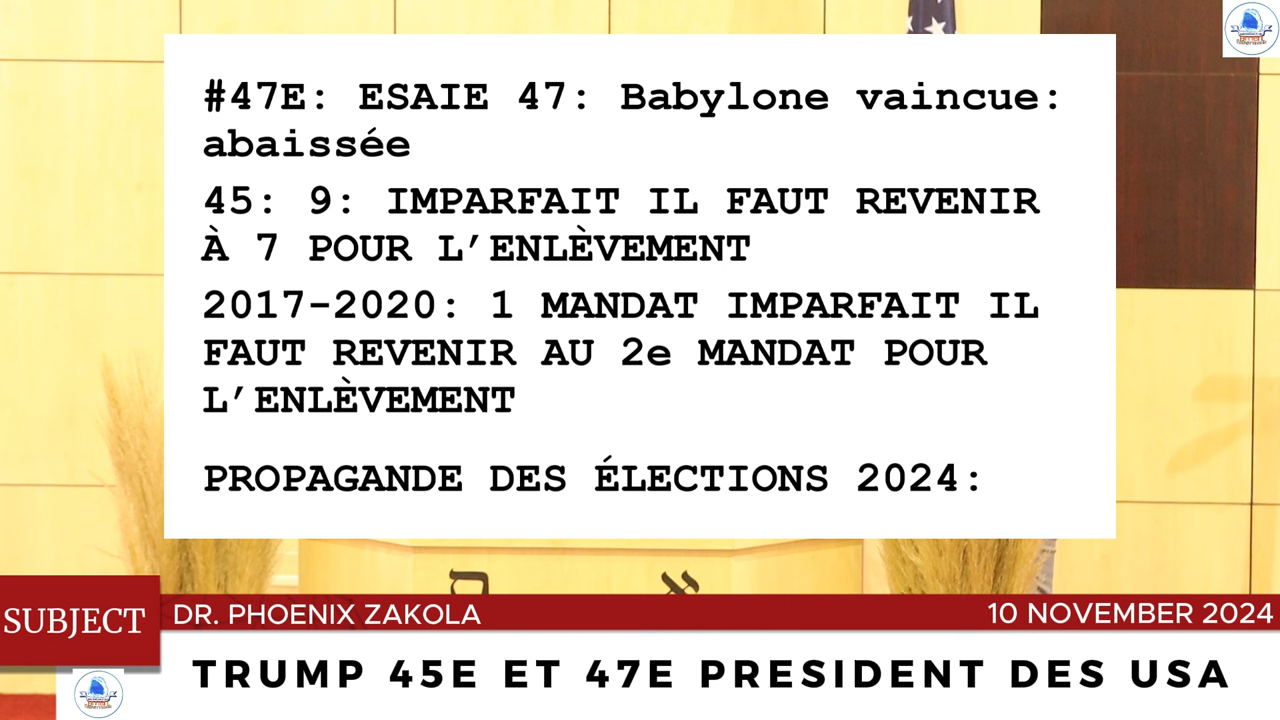 #47E: ESAIE 47: Babylone vaincue:
abaissée
45: 9: IMPARFAIT IL FAUT REVENIR
À 7 POUR L’ENLÈVEMENT
2017-2020: 1 MANDAT IMPARFAIT IL
FAUT REVENIR AU 2e MANDAT POUR
L’ENLÈVEMENT
PROPAGANDE DES ÉLECTIONS 2024:
SUBJECT
DR. PHOENIX ZAKOLA
10 NOVEMBER 2024
TRUMP 45E ET 47E PRESIDENT DES USA